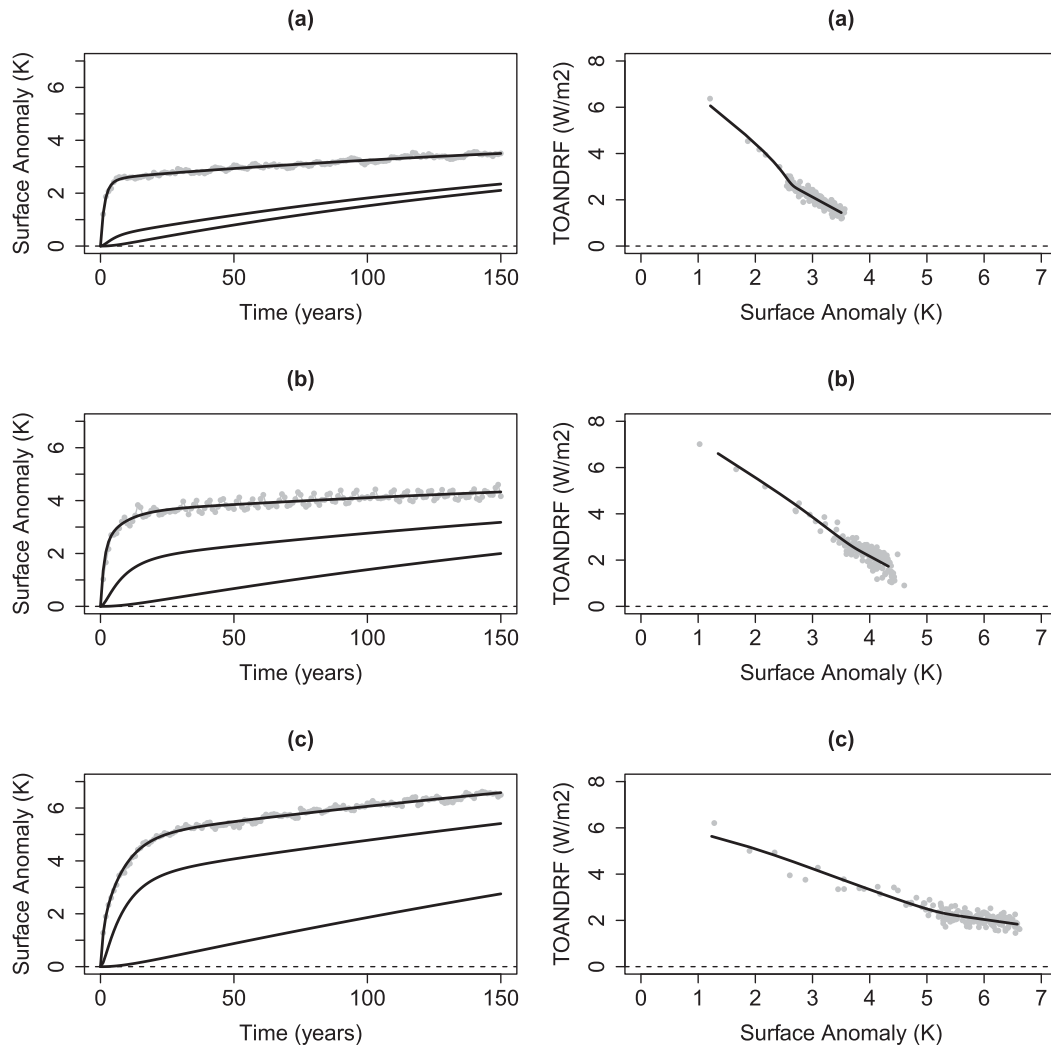 (a)
Surface Anomaly (K)
0 2 4 6
0 50 100 150
Time (years)
(a)
TOANDRF (W/m2)
0 2 4 6 8
0 1 2 3 4 5 6 7
Surface Anomaly (K)
(b)
Surface Anomaly (K)
0 2 4 6
0 50 100 150
Time (years)
(b)
TOANDRF (W/m2)
0 2 4 6 8
0 1 2 3 4 5 6 7
Surface Anomaly (K)
(c)
Surface Anomaly (K)
0 2 4 6
0 50 100 150
Time (years)
(c)
TOANDRF (W/m2)
0 2 4 6 8
0 1 2 3 4 5 6 7
Surface Anomaly (K)